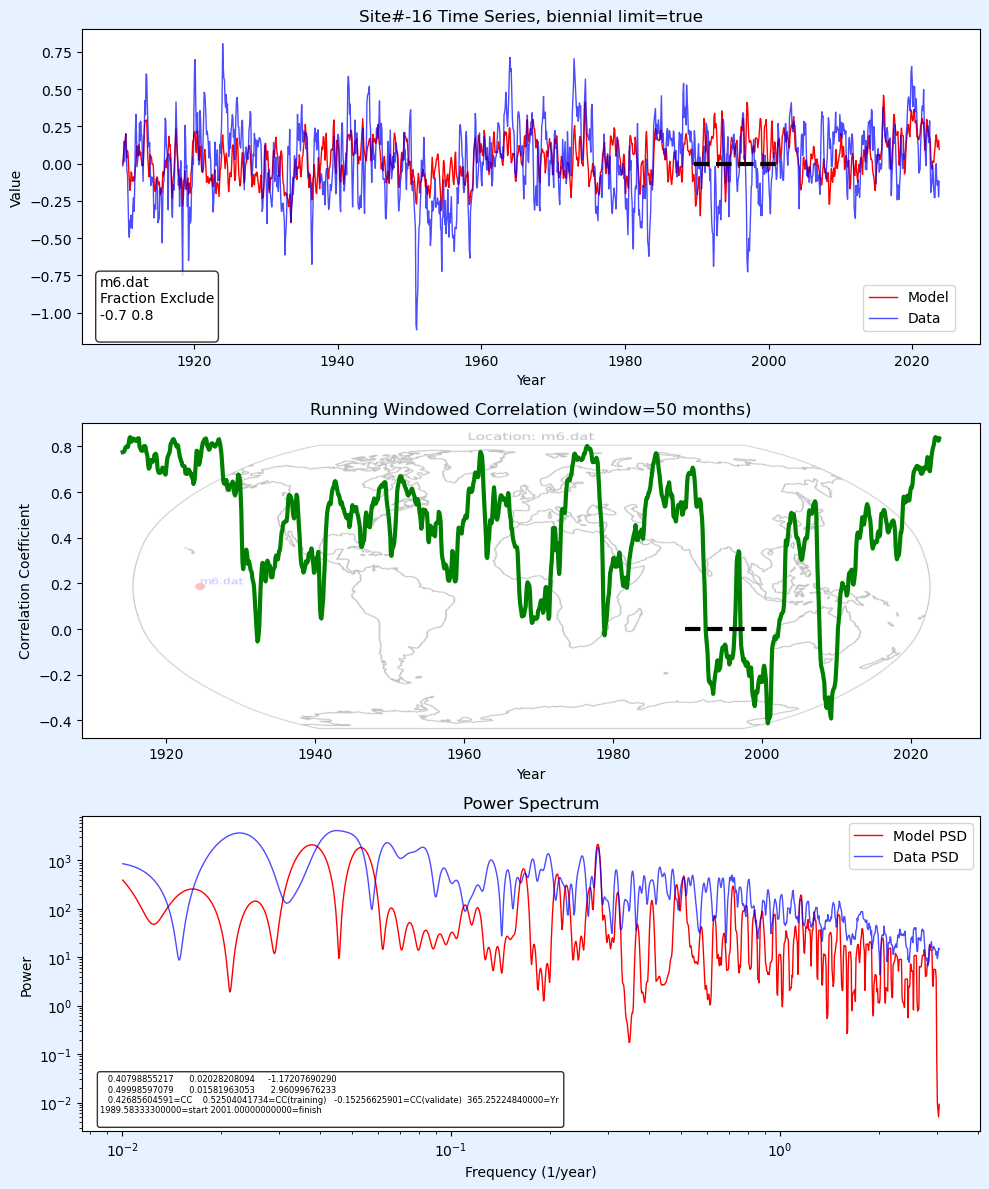 Site#-16 Time Series, biennial limit=true
0.75
0.50
0.25
0.00
−0.25
−0.50
−0.75
−1.00
Value
m6.dat
Fraction Exclude
-0.7 0.8
Model
Data
1920 1940 1960 1980 2000 2020
Year
Running Windowed Correlation (window=50 months)
Location: m6.dat
0.8
0.6
0.4
0.2
0.0
−0.2
−0.4
Correlation Coefficient
m6.dat
1920 1940 1960 1980 2000 2020
Year
Power Spectrum
10³
10²
10¹
10⁰
10⁻¹
10⁻²
Power
Model PSD
Data PSD
0.40798855217 0.02028208094 -1.17207690290
0.49998597079 0.01581963053 2.96099676233
0.42685604591=CC 0.52504041734=CC(training) -0.15256625901=CC(validate) 365.25224840000=Yr
1989.58333300000=start 2001.00000000000=finish
10⁻² 10⁻¹ 10⁰
Frequency (1/year)